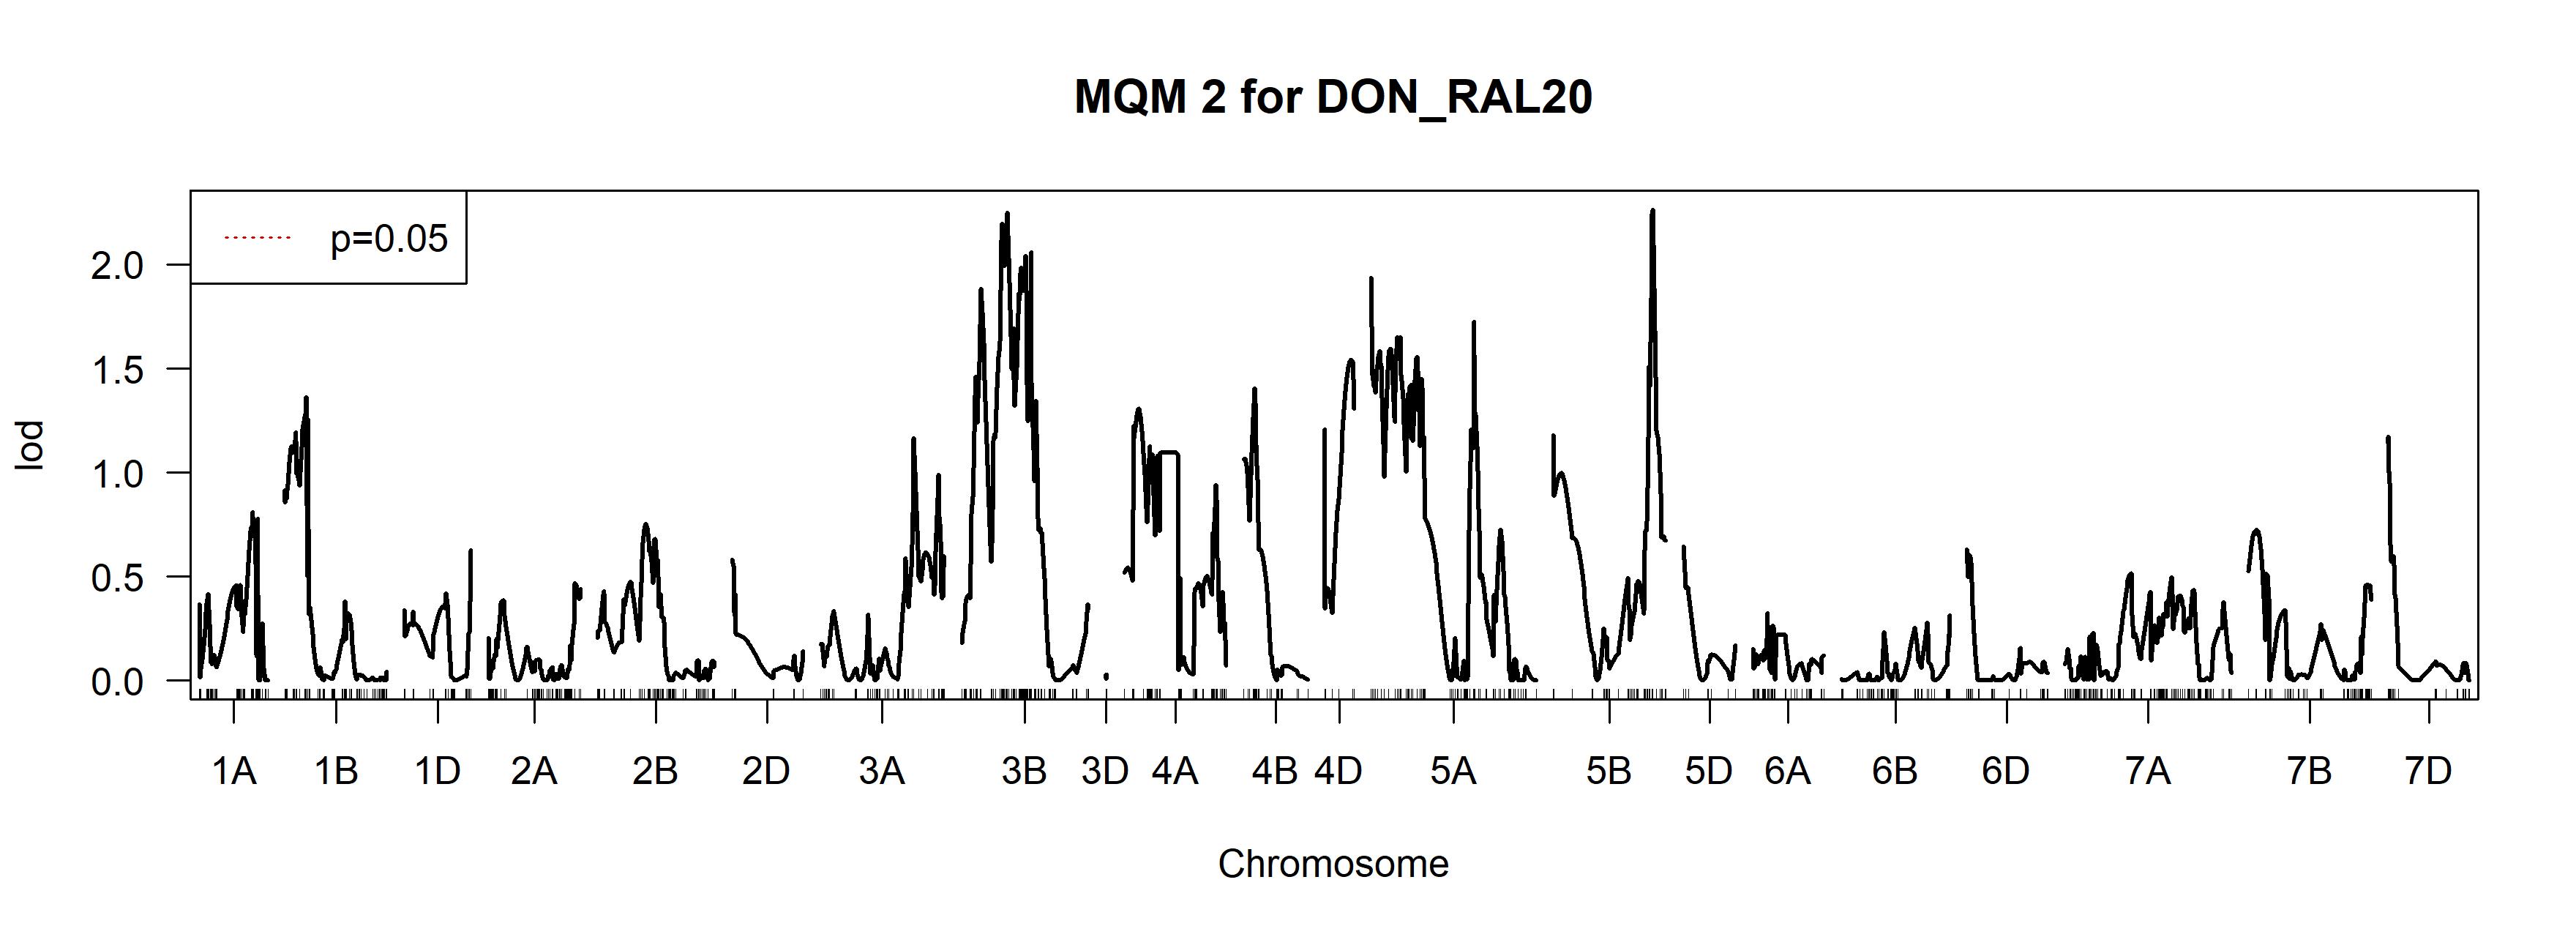 MQM 2 for DON_RAL20
p=0.05
lod
2.0
1.5
1.0
0.5
0.0
1A 1B 1D 2A 2B 2D 3A 3B 3D 4A 4B 4D 5A 5B 5D 6A 6B 6D 7A 7B 7D
Chromosome